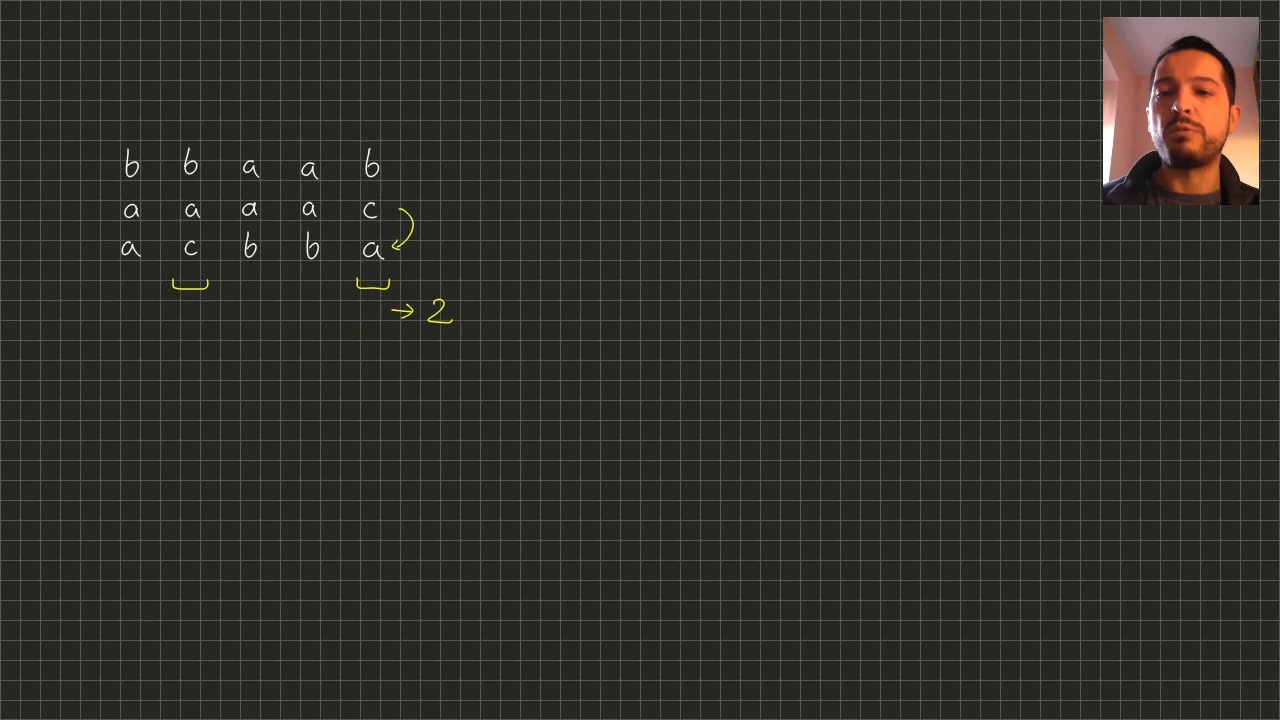 b b a a b
a a a a c
a c b b a
→ 2